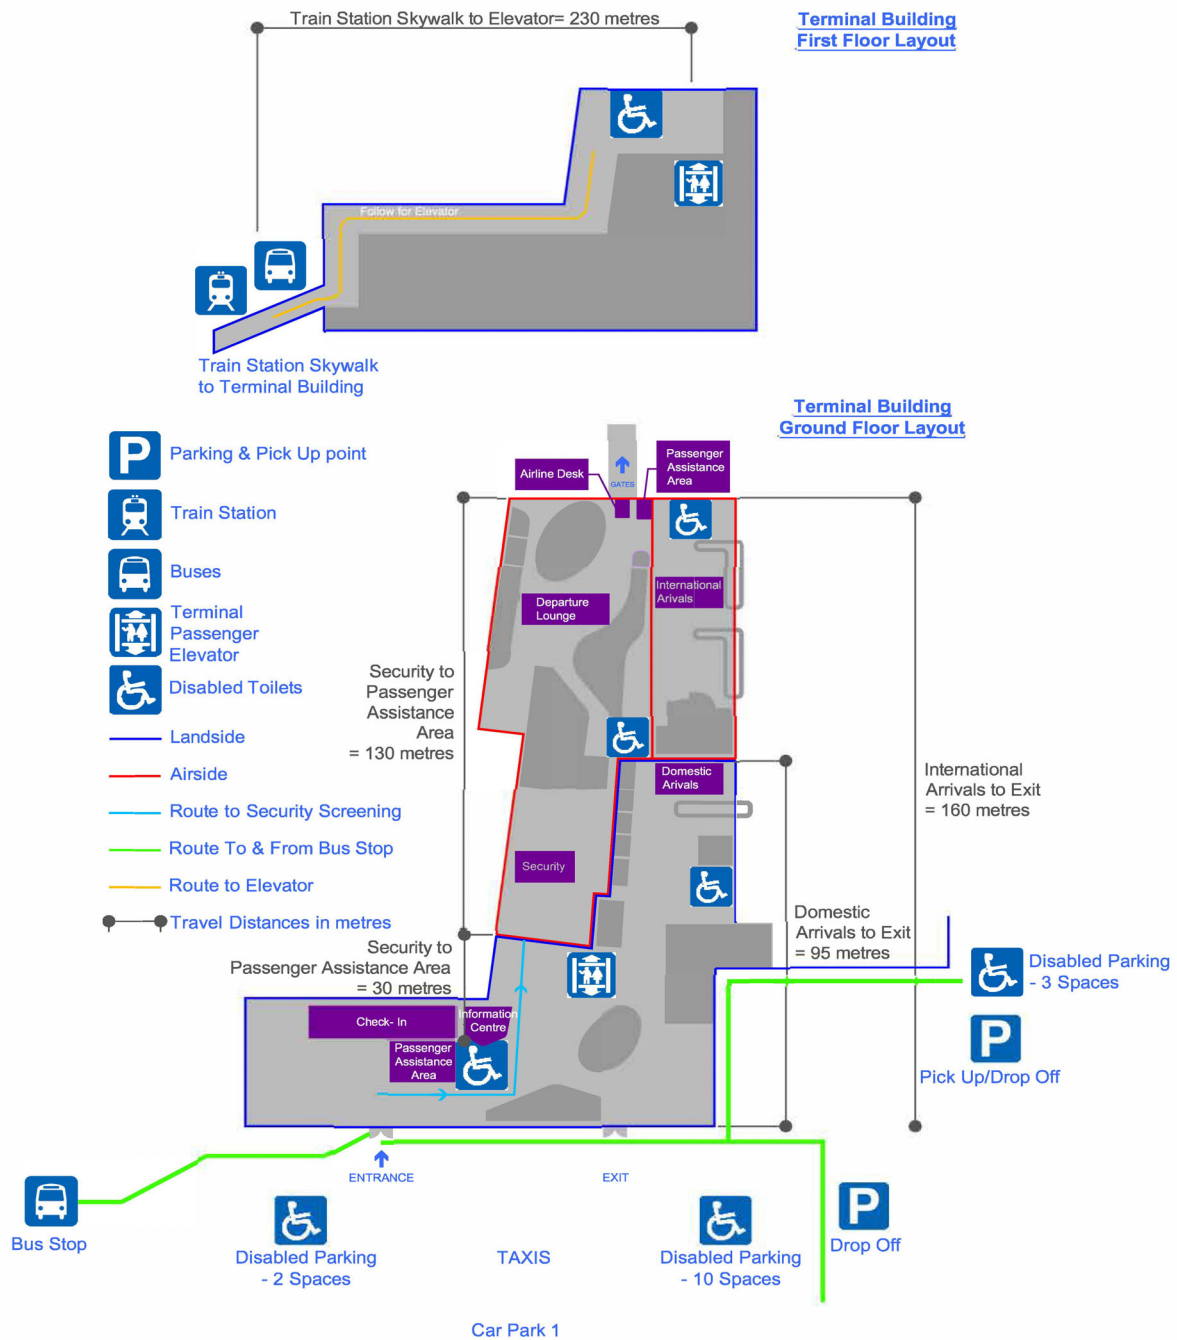 Train Station Skywalk to Elevator= 230 metres
Terminal Building
First Floor Layout
Follow for Elevator
Train Station Skywalk
to Terminal Building
Terminal Building
Ground Floor Layout
P
Parking & Pick Up point
Train Station
Buses
Terminal
Passenger
Elevator
Disabled Toilets
Landside
Airside
Route to Security Screening
Route To & From Bus Stop
Route to Elevator
Travel Distances in metres
Airline Desk
GATES
Passenger
Assistance
Area
International
Arivals
Departure
Lounge
Security to
Passenger
Assistance
Area
= 130 metres
Domestic
Arivals
International
Arrivals to Exit
= 160 metres
Security
Domestic
Arrivals to Exit
= 95 metres
Security to
Passenger Assistance Area
= 30 metres
Check- In
Information
Centre
Passenger
Assistance
Area
Disabled Parking
- 3 Spaces
P
Pick Up/Drop Off
ENTRANCE
EXIT
Bus Stop
Disabled Parking
- 2 Spaces
TAXIS
Disabled Parking
- 10 Spaces
P
Drop Off
Car Park 1